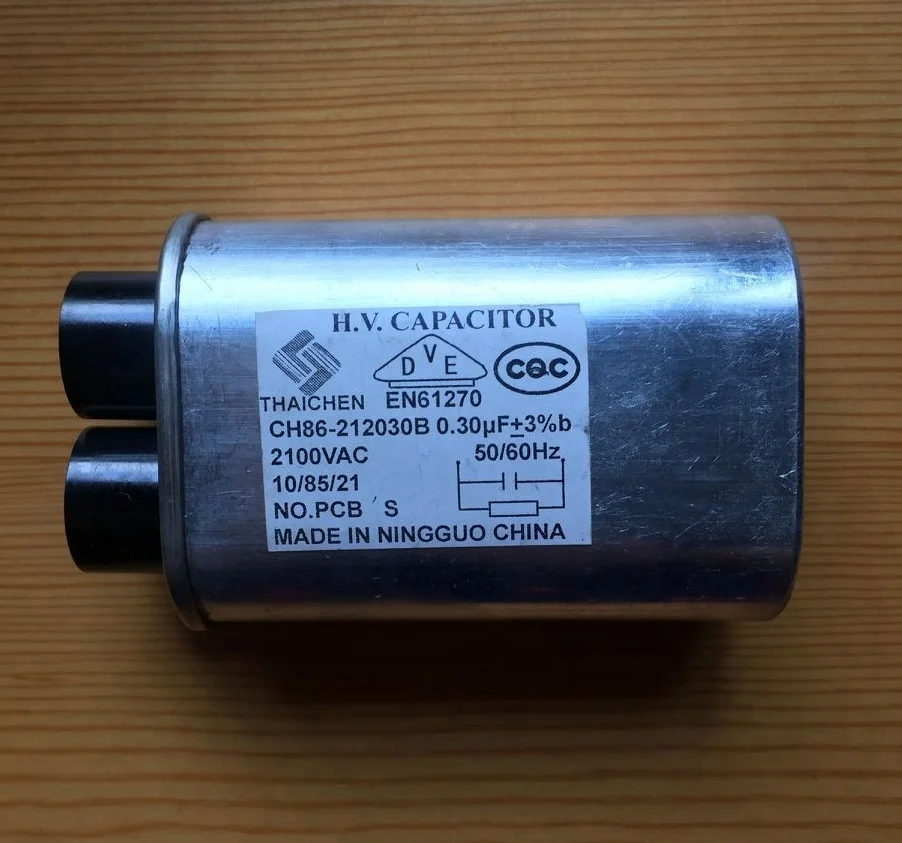 H.V. CAPACITOR
D V E
CQC
THAICHEN EN61270
CH86-212030B 0.30µF±3%b
2100VAC 50/60Hz
10/85/21
NO.PCB S
MADE IN NINGGUO CHINA